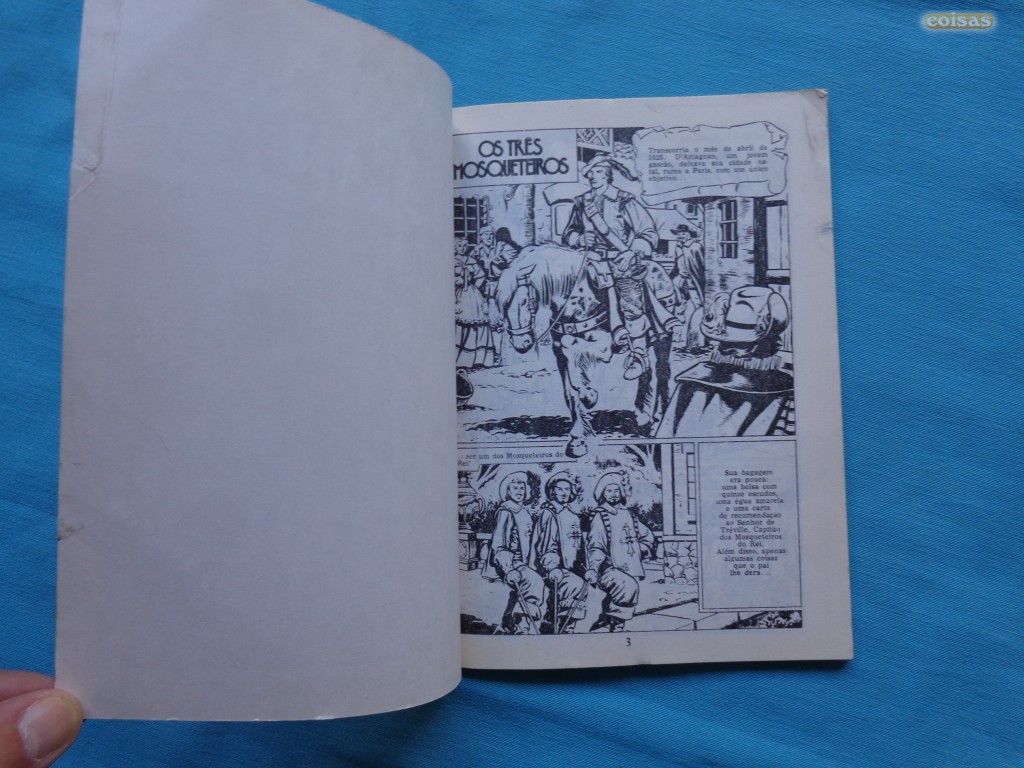 coisas
OS TRÊS
MOSQUETEIROS
Transcorria o mês de abril de
1625. D'Artagnan, um jovem
gascão, deixava sua cidade na-
tal, rumo a Paris, com um único
objetivo...
...ser um dos Mosqueteiros do
Rei!
Sua bagagem
era pouca:
uma bolsa com
quinze escudos,
uma égua amarela
e uma carta
de recomendação
ao Senhor de
Tréville, Capitão
dos Mosqueteiros
do Rei.
Além disso, apenas
algumas coisas
que o pai
lhe dera...
3